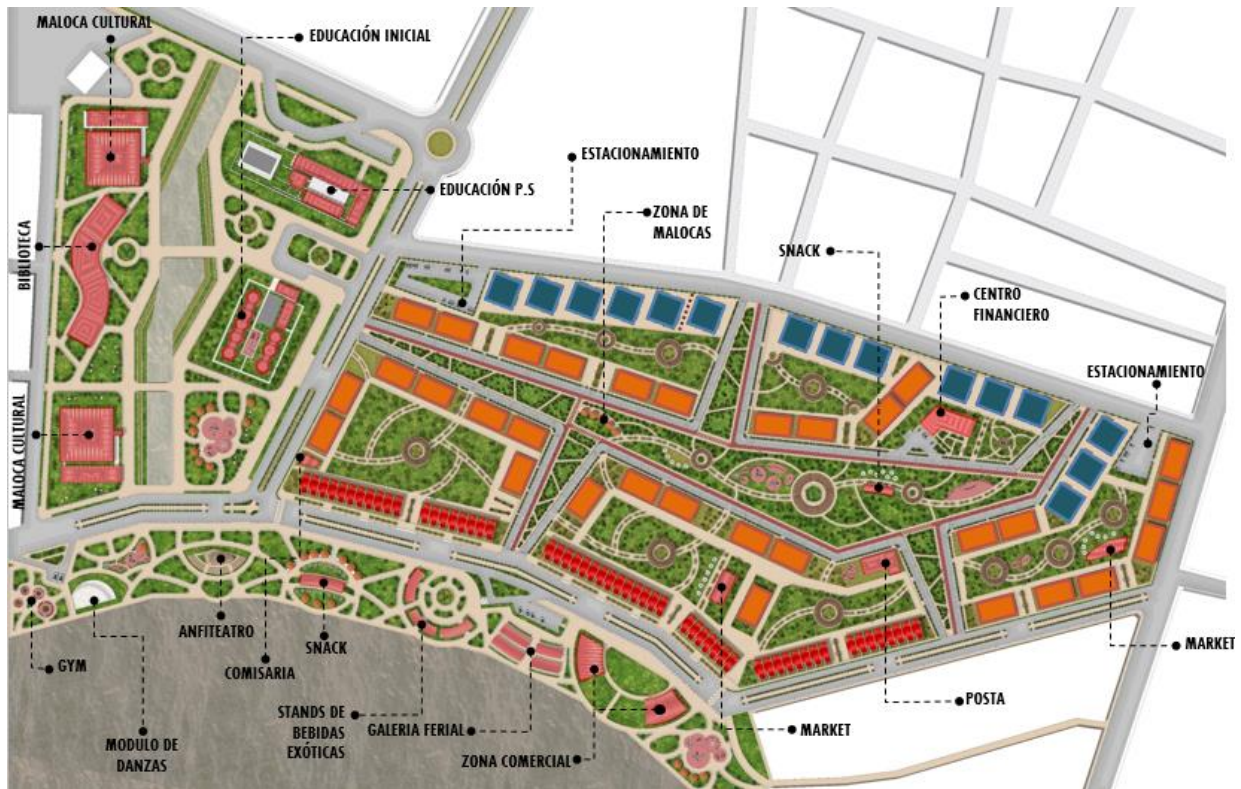 MALOCA CULTURAL
EDUCACIÓN INICIAL
ESTACIONAMIENTO
EDUCACIÓN P.S
ZONA DE
MALOCAS
BIBLIOTECA
SNACK
CENTRO
FINANCIERO
ESTACIONAMIENTO
MALOCA CULTURAL
ANFITEATRO
SNACK
MARKET
GYM
COMISARIA
POSTA
STANDS DE
BEBIDAS
EXÓTICAS
GALERIA FERIAL
MARKET
MODULO DE
DANZAS
ZONA COMERCIAL